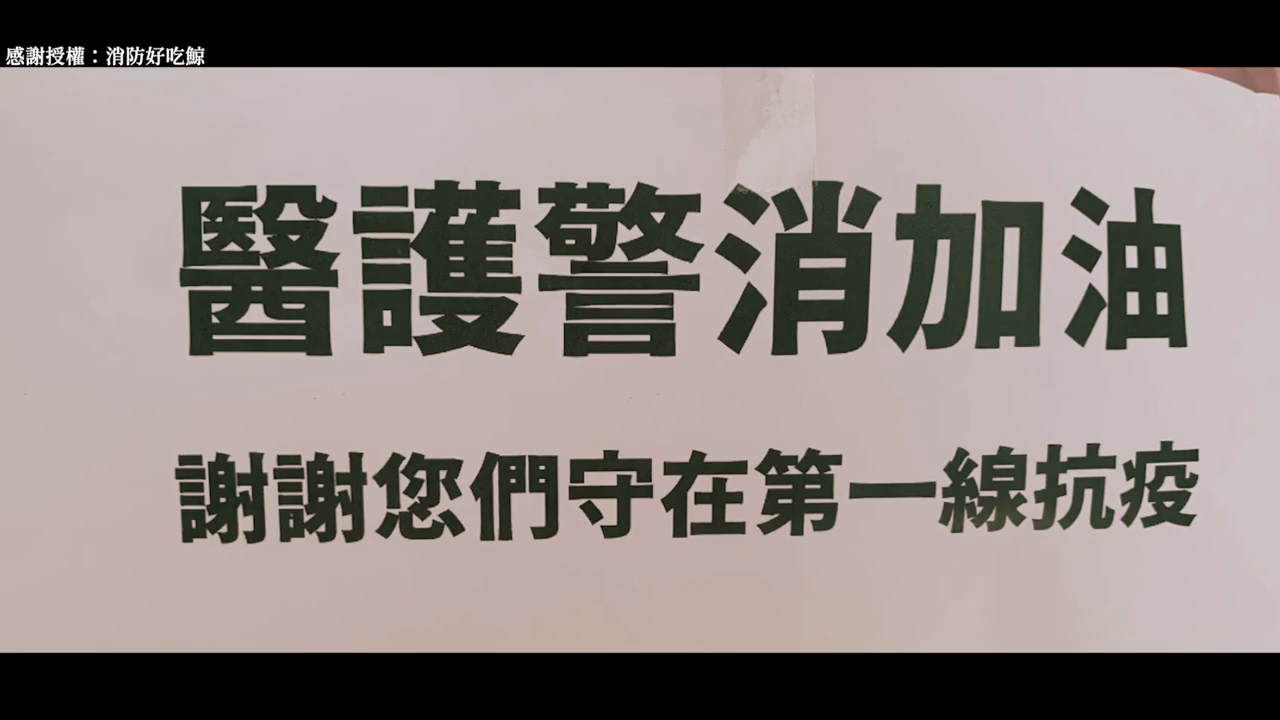 感謝授權：消防好吃鯨
醫護警消加油
謝謝您們守在第一線抗疫